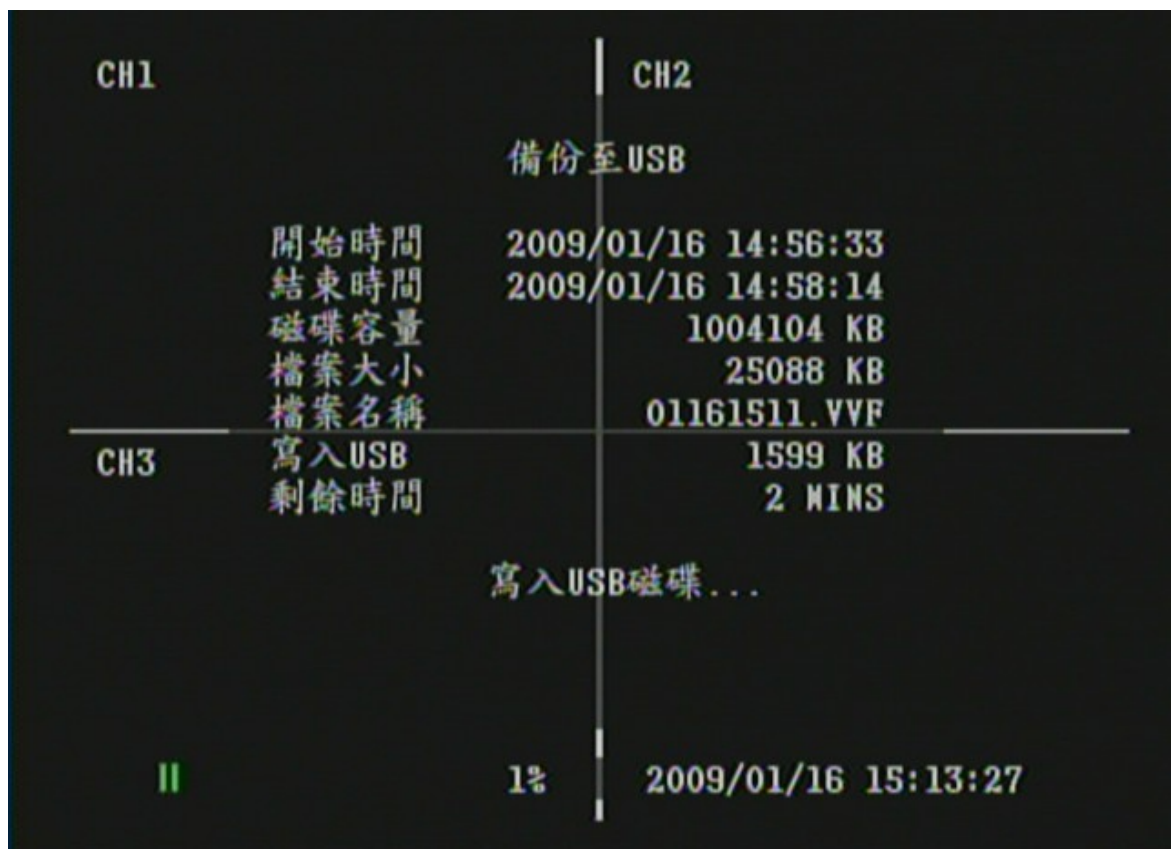 CH1 CH2
備份至USB
開始時間 2009/01/16 14:56:33
結束時間 2009/01/16 14:58:14
磁碟容量 1004104 KB
檔案大小 25088 KB
檔案名稱 01161511.VVF
CH3 寫入USB 1599 KB
剩餘時間 2 MINS
寫入USB磁碟...
1% 2009/01/16 15:13:27